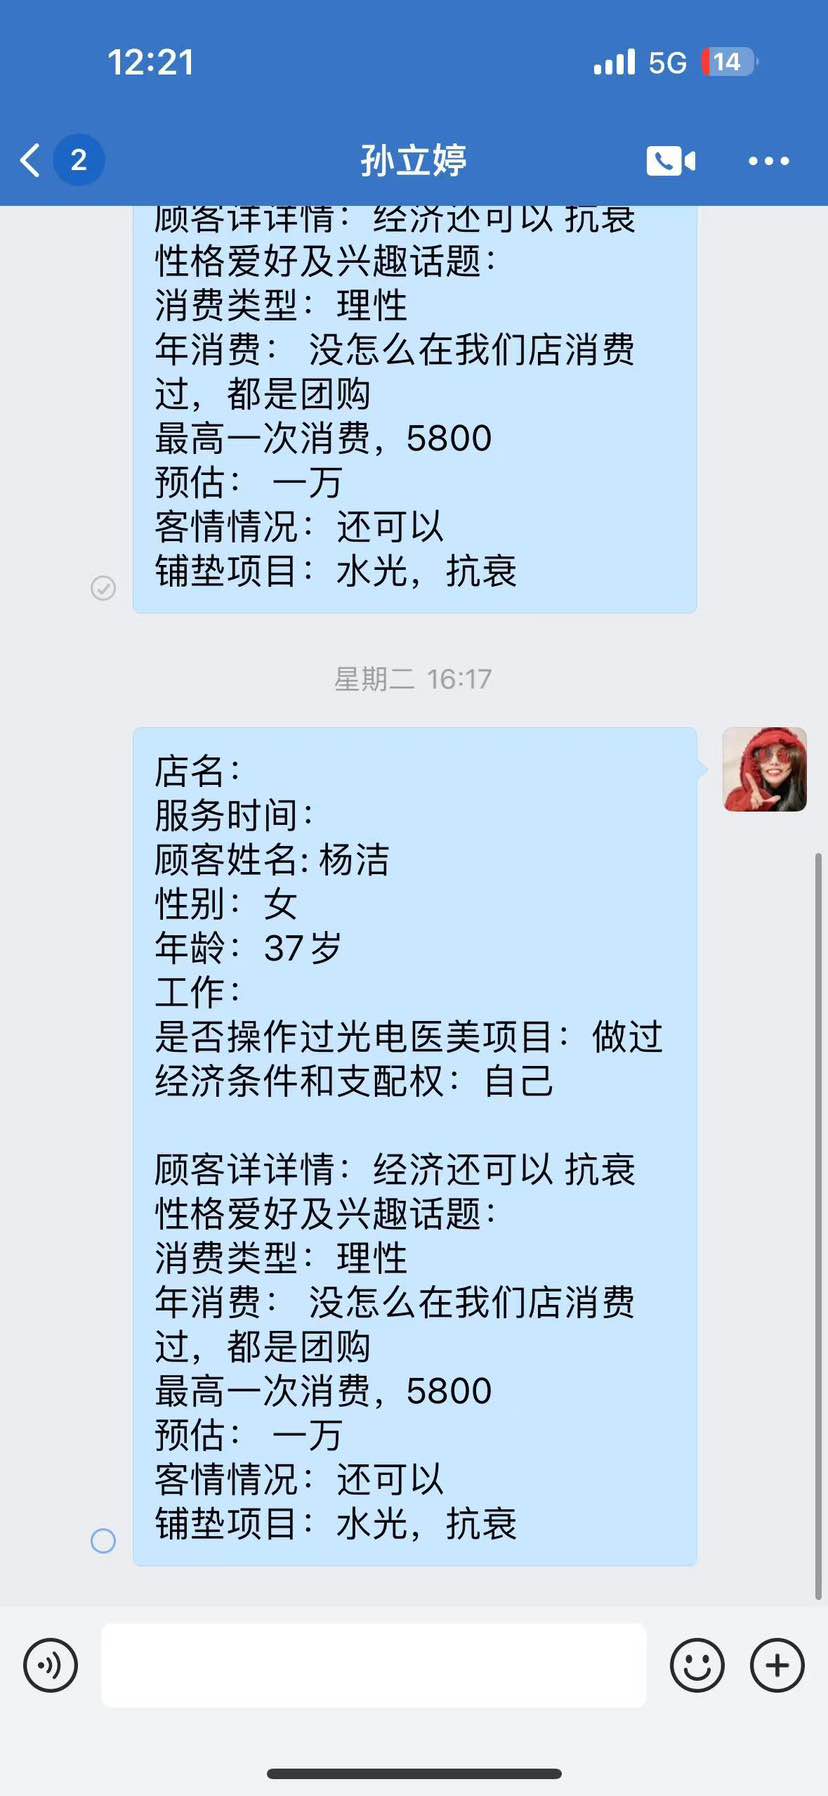 12:21
5G
14
2
孙立婷
顾客详详情：经济还可以 抗衰
性格爱好及兴趣话题：
消费类型：理性
年消费： 没怎么在我们店消费
过，都是团购
最高一次消费，5800
预估： 一万
客情情况：还可以
铺垫项目：水光，抗衰
星期二 16:17
店名：
服务时间：
顾客姓名: 杨洁
性别：女
年龄：37岁
工作：
是否操作过光电医美项目：做过
经济条件和支配权：自己
顾客详详情：经济还可以 抗衰
性格爱好及兴趣话题：
消费类型：理性
年消费： 没怎么在我们店消费
过，都是团购
最高一次消费，5800
预估： 一万
客情情况：还可以
铺垫项目：水光，抗衰